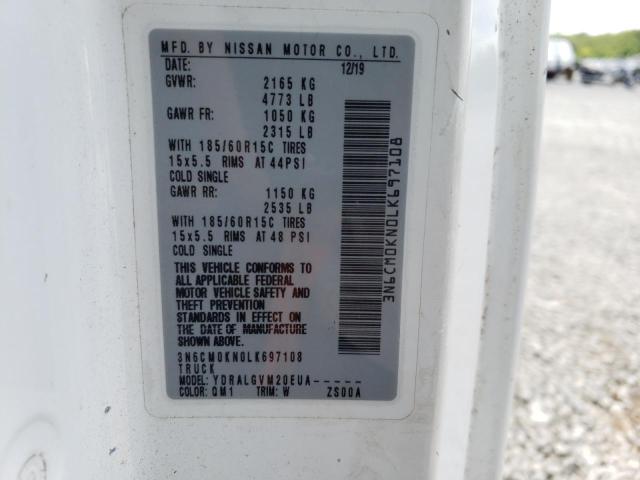 MFD. BY NISSAN MOTOR CO., LTD.
DATE: 12/19
GVWR: 2165 KG
4773 LB
GAWR FR: 1050 KG
2315 LB
WITH 185/60R15C TIRES
15x5.5 RIMS AT 44PSI
COLD SINGLE
GAWR RR: 1150 KG
2535 LB
WITH 185/60R15C TIRES
15x5.5 RIMS AT 48 PSI
COLD SINGLE
THIS VEHICLE CONFORMS TO
ALL APPLICABLE FEDERAL
MOTOR VEHICLE SAFETY AND
THEFT PREVENTION
STANDARDS IN EFFECT ON
THE DATE OF MANUFACTURE
SHOWN ABOVE.
3N6CM0KN0LK697108
TRUCK
MODEL: YDRALGVM20EUA-----
COLOR: QM1 TRIM: W ZS00A
3N6CM0KN0LK697108